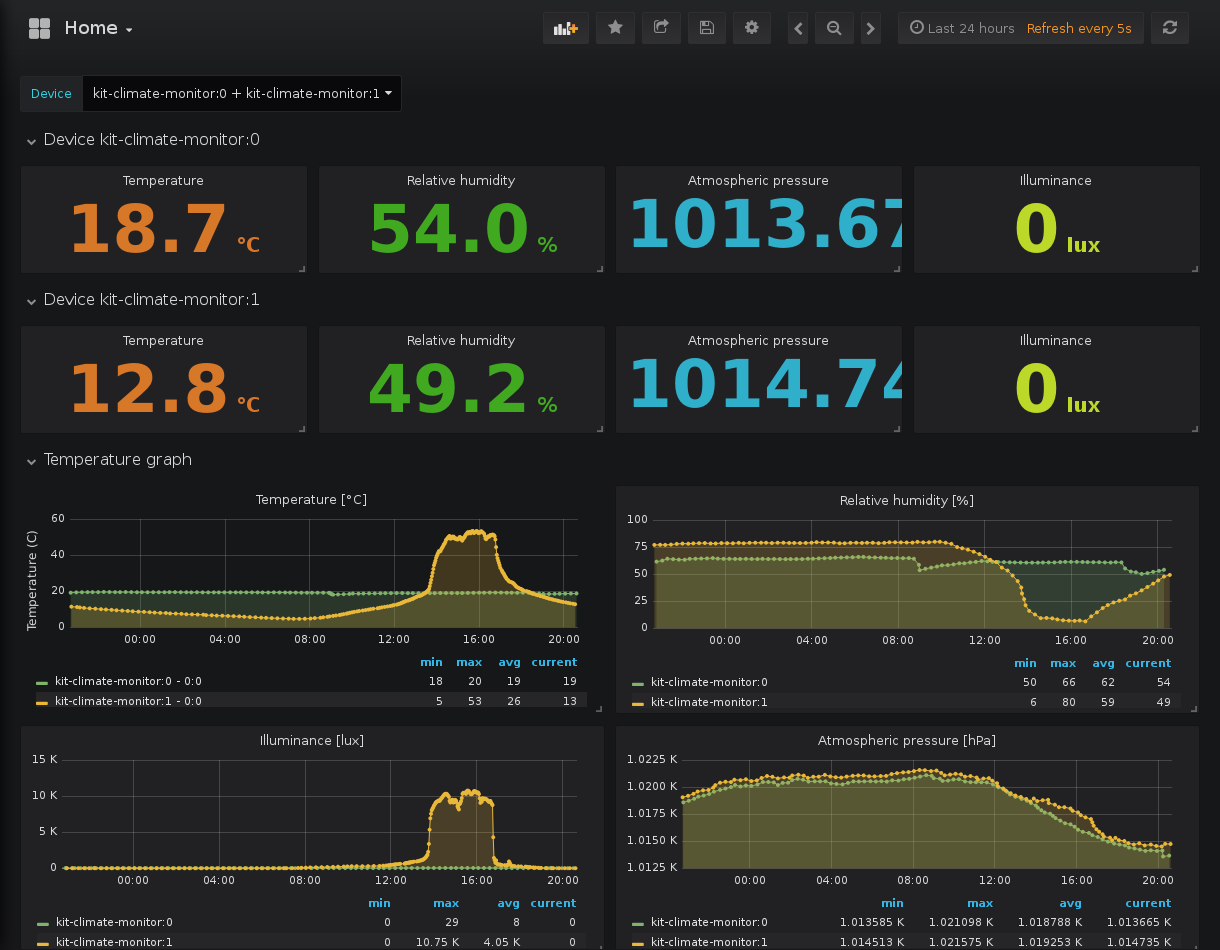 Home
Last 24 hours Refresh every 5s
Device kit-climate-monitor:0 + kit-climate-monitor:1
Device kit-climate-monitor:0
Temperature Relative humidity Atmospheric pressure Illuminance
18.7 °C 54.0 % 1013.67 0 lux
Device kit-climate-monitor:1
Temperature Relative humidity Atmospheric pressure Illuminance
12.8 °C 49.2 % 1014.74 0 lux
Temperature graph
Temperature [°C]
Temperature (C)
60
40
20
0
00:00 04:00 08:00 12:00 16:00 20:00
min max avg current
kit-climate-monitor:0 - 0:0 18 20 19 19
kit-climate-monitor:1 - 0:0 5 53 26 13
Relative humidity [%]
100
75
50
25
0
00:00 04:00 08:00 12:00 16:00 20:00
min max avg current
kit-climate-monitor:0 50 66 62 54
kit-climate-monitor:1 6 80 59 49
Illuminance [lux]
15 K
10 K
5 K
0
00:00 04:00 08:00 12:00 16:00 20:00
min max avg current
kit-climate-monitor:0 0 29 8 0
kit-climate-monitor:1 0 10.75 K 4.05 K 0
Atmospheric pressure [hPa]
1.0225 K
1.0200 K
1.0175 K
1.0150 K
1.0125 K
00:00 04:00 08:00 12:00 16:00 20:00
min max avg current
kit-climate-monitor:0 1.013585 K 1.021098 K 1.018788 K 1.013665 K
kit-climate-monitor:1 1.014513 K 1.021575 K 1.019253 K 1.014735 K